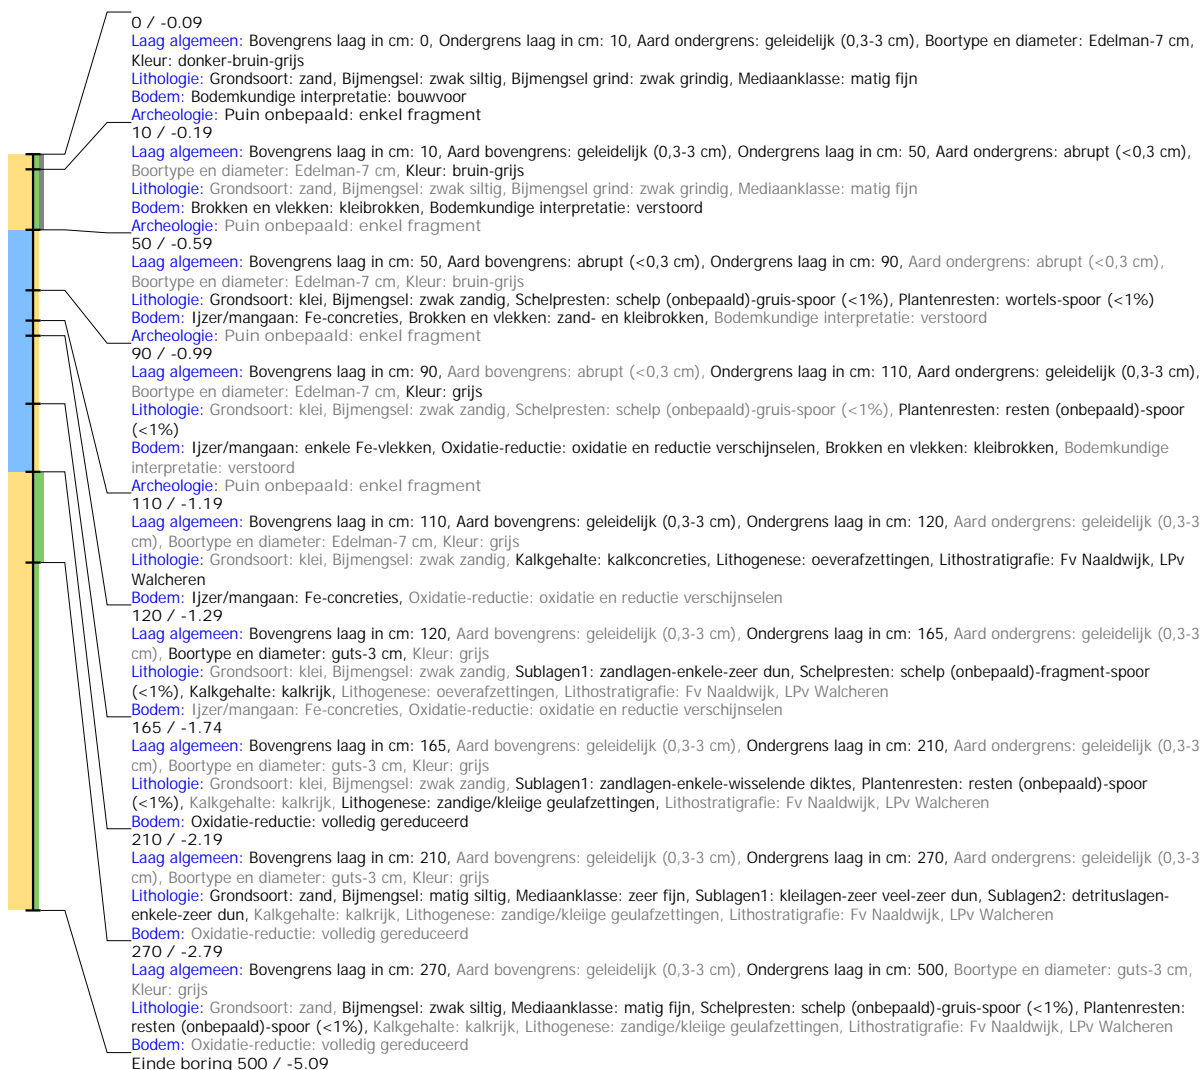 0 / -0.09
Laag algemeen: Bovengrens laag in cm: 0, Ondergrens laag in cm: 10, Aard ondergrens: geleidelijk (0,3-3 cm), Boortype en diameter: Edelman-7 cm,
Kleur: donker-bruin-grijs
Lithologie: Grondsoort: zand, Bijmengsel: zwak siltig, Bijmengsel grind: zwak grindig, Mediaanklasse: matig fijn
Bodem: Bodemkundige interpretatie: bouwvoor
Archeologie: Puin onbepaald: enkel fragment
10 / -0.19
Laag algemeen: Bovengrens laag in cm: 10, Aard bovengrens: geleidelijk (0,3-3 cm), Ondergrens laag in cm: 50, Aard ondergrens: abrupt (<0,3 cm),
Boortype en diameter: Edelman-7 cm, Kleur: bruin-grijs
Lithologie: Grondsoort: zand, Bijmengsel: zwak siltig, Bijmengsel grind: zwak grindig, Mediaanklasse: matig fijn
Bodem: Brokken en vlekken: kleibrokken, Bodemkundige interpretatie: verstoord
Archeologie: Puin onbepaald: enkel fragment
50 / -0.59
Laag algemeen: Bovengrens laag in cm: 50, Aard bovengrens: abrupt (<0,3 cm), Ondergrens laag in cm: 90, Aard ondergrens: abrupt (<0,3 cm),
Boortype en diameter: Edelman-7 cm, Kleur: bruin-grijs
Lithologie: Grondsoort: klei, Bijmengsel: zwak zandig, Schelpresten: schelp (onbepaald)-gruis-spoor (<1%), Plantenresten: wortels-spoor (<1%)
Bodem: Ijzer/mangaan: Fe-concreties, Brokken en vlekken: zand- en kleibrokken, Bodemkundige interpretatie: verstoord
Archeologie: Puin onbepaald: enkel fragment
90 / -0.99
Laag algemeen: Bovengrens laag in cm: 90, Aard bovengrens: abrupt (<0,3 cm), Ondergrens laag in cm: 110, Aard ondergrens: geleidelijk (0,3-3 cm),
Boortype en diameter: Edelman-7 cm, Kleur: grijs
Lithologie: Grondsoort: klei, Bijmengsel: zwak zandig, Schelpresten: schelp (onbepaald)-gruis-spoor (<1%), Plantenresten: resten (onbepaald)-spoor
(<1%)
Bodem: Ijzer/mangaan: enkele Fe-vlekken, Oxidatie-reductie: oxidatie en reductie verschijnselen, Brokken en vlekken: kleibrokken, Bodemkundige
interpretatie: verstoord
Archeologie: Puin onbepaald: enkel fragment
110 / -1.19
Laag algemeen: Bovengrens laag in cm: 110, Aard bovengrens: geleidelijk (0,3-3 cm), Ondergrens laag in cm: 120, Aard ondergrens: geleidelijk (0,3-3
cm), Boortype en diameter: Edelman-7 cm, Kleur: grijs
Lithologie: Grondsoort: klei, Bijmengsel: zwak zandig, Kalkgehalte: kalkconcreties, Lithogenese: oeverafzettingen, Lithostratigrafie: Fv Naaldwijk, LPv
Walcheren
Bodem: Ijzer/mangaan: Fe-concreties, Oxidatie-reductie: oxidatie en reductie verschijnselen
120 / -1.29
Laag algemeen: Bovengrens laag in cm: 120, Aard bovengrens: geleidelijk (0,3-3 cm), Ondergrens laag in cm: 165, Aard ondergrens: geleidelijk (0,3-3
cm), Boortype en diameter: guts-3 cm, Kleur: grijs
Lithologie: Grondsoort: klei, Bijmengsel: zwak zandig, Sublagen1: zandlagen-enkele-zeer dun, Schelpresten: schelp (onbepaald)-fragment-spoor
(<1%), Kalkgehalte: kalkrijk, Lithogenese: oeverafzettingen, Lithostratigrafie: Fv Naaldwijk, LPv Walcheren
Bodem: Ijzer/mangaan: Fe-concreties, Oxidatie-reductie: oxidatie en reductie verschijnselen
165 / -1.74
Laag algemeen: Bovengrens laag in cm: 165, Aard bovengrens: geleidelijk (0,3-3 cm), Ondergrens laag in cm: 210, Aard ondergrens: geleidelijk (0,3-3
cm), Boortype en diameter: guts-3 cm, Kleur: grijs
Lithologie: Grondsoort: klei, Bijmengsel: zwak zandig, Sublagen1: zandlagen-enkele-wisselende diktes, Plantenresten: resten (onbepaald)-spoor
(<1%), Kalkgehalte: kalkrijk, Lithogenese: zandige/kleiige geulafzettingen, Lithostratigrafie: Fv Naaldwijk, LPv Walcheren
Bodem: Oxidatie-reductie: volledig gereduceerd
210 / -2.19
Laag algemeen: Bovengrens laag in cm: 210, Aard bovengrens: geleidelijk (0,3-3 cm), Ondergrens laag in cm: 270, Aard ondergrens: geleidelijk (0,3-3
cm), Boortype en diameter: guts-3 cm, Kleur: grijs
Lithologie: Grondsoort: zand, Bijmengsel: matig siltig, Mediaanklasse: zeer fijn, Sublagen1: kleilagen-zeer veel-zeer dun, Sublagen2: detrituslagen-
enkele-zeer dun, Kalkgehalte: kalkrijk, Lithogenese: zandige/kleiige geulafzettingen, Lithostratigrafie: Fv Naaldwijk, LPv Walcheren
Bodem: Oxidatie-reductie: volledig gereduceerd
270 / -2.79
Laag algemeen: Bovengrens laag in cm: 270, Aard bovengrens: geleidelijk (0,3-3 cm), Ondergrens laag in cm: 500, Boortype en diameter: guts-3 cm,
Kleur: grijs
Lithologie: Grondsoort: zand, Bijmengsel: zwak siltig, Mediaanklasse: matig fijn, Schelpresten: schelp (onbepaald)-gruis-spoor (<1%), Plantenresten:
resten (onbepaald)-spoor (<1%), Kalkgehalte: kalkrijk, Lithogenese: zandige/kleiige geulafzettingen, Lithostratigrafie: Fv Naaldwijk, LPv Walcheren
Bodem: Oxidatie-reductie: volledig gereduceerd
Einde boring 500 / -5.09